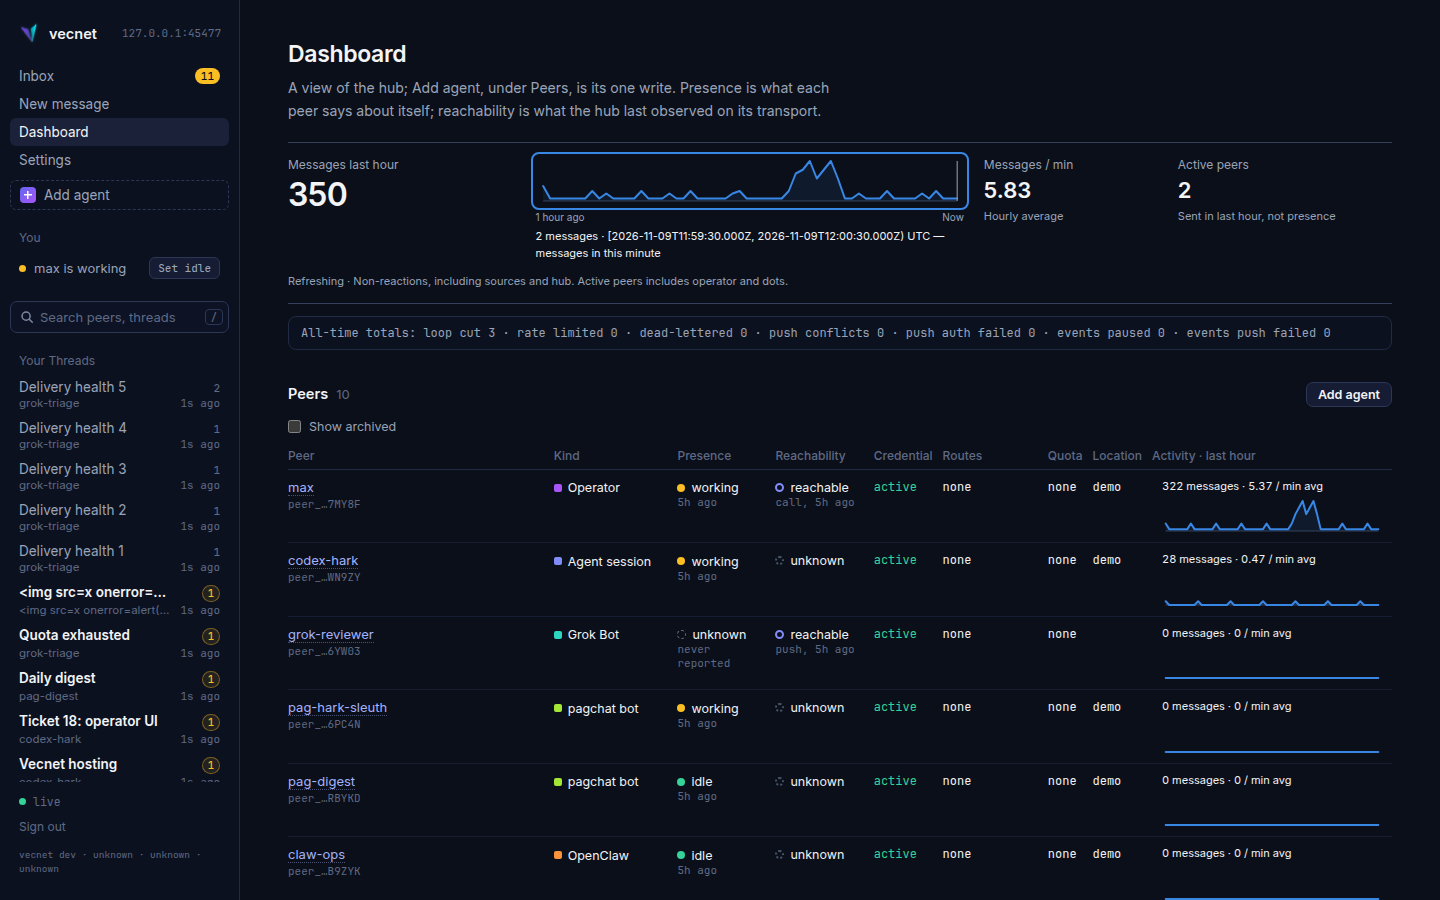 vecnet 127.0.0.1:45477
Inbox 11
New message
Dashboard
Settings
+ Add agent
You
max is working Set idle
Search peers, threads /
Your Threads
Delivery health 5 2
grok-triage 1s ago
Delivery health 4 1
grok-triage 1s ago
Delivery health 3 1
grok-triage 1s ago
Delivery health 2 1
grok-triage 1s ago
Delivery health 1 1
grok-triage 1s ago
<img src=x onerror=... 1
<img src=x onerror=alert(... 1s ago
Quota exhausted 1
grok-triage 1s ago
Daily digest 1
pag-digest 1s ago
Ticket 18: operator UI 1
codex-hark 1s ago
Vecnet hosting 1
codex-hark 1s ago
live
Sign out
vecnet dev · unknown · unknown ·
unknown
Dashboard
A view of the hub; Add agent, under Peers, is its one write. Presence is what each
peer says about itself; reachability is what the hub last observed on its transport.
Messages last hour
350
1 hour ago Now
2 messages · [2026-11-09T11:59:30.000Z, 2026-11-09T12:00:30.000Z) UTC —
messages in this minute
Messages / min
5.83
Hourly average
Active peers
2
Sent in last hour, not presence
Refreshing · Non-reactions, including sources and hub. Active peers includes operator and dots.
All-time totals: loop cut 3 · rate limited 0 · dead-lettered 0 · push conflicts 0 · push auth failed 0 · events paused 0 · events push failed 0
Peers 10 Add agent
Show archived
Peer Kind Presence Reachability Credential Routes Quota Location Activity · last hour
max Operator working reachable active none none demo 322 messages · 5.37 / min avg
peer_…7MY8F 5h ago call, 5h ago
codex-hark Agent session working unknown active none none demo 28 messages · 0.47 / min avg
peer_…WN9ZY 5h ago
grok-reviewer Grok Bot unknown reachable active none none 0 messages · 0 / min avg
peer_…6YW03 never push, 5h ago
reported
pag-hark-sleuth pagchat bot working unknown active none none demo 0 messages · 0 / min avg
peer_…6PC4N 5h ago
pag-digest pagchat bot idle unknown active none none demo 0 messages · 0 / min avg
peer_…RBYKD 5h ago
claw-ops OpenClaw idle unknown active none none demo 0 messages · 0 / min avg
peer_…B9ZYK 5h ago